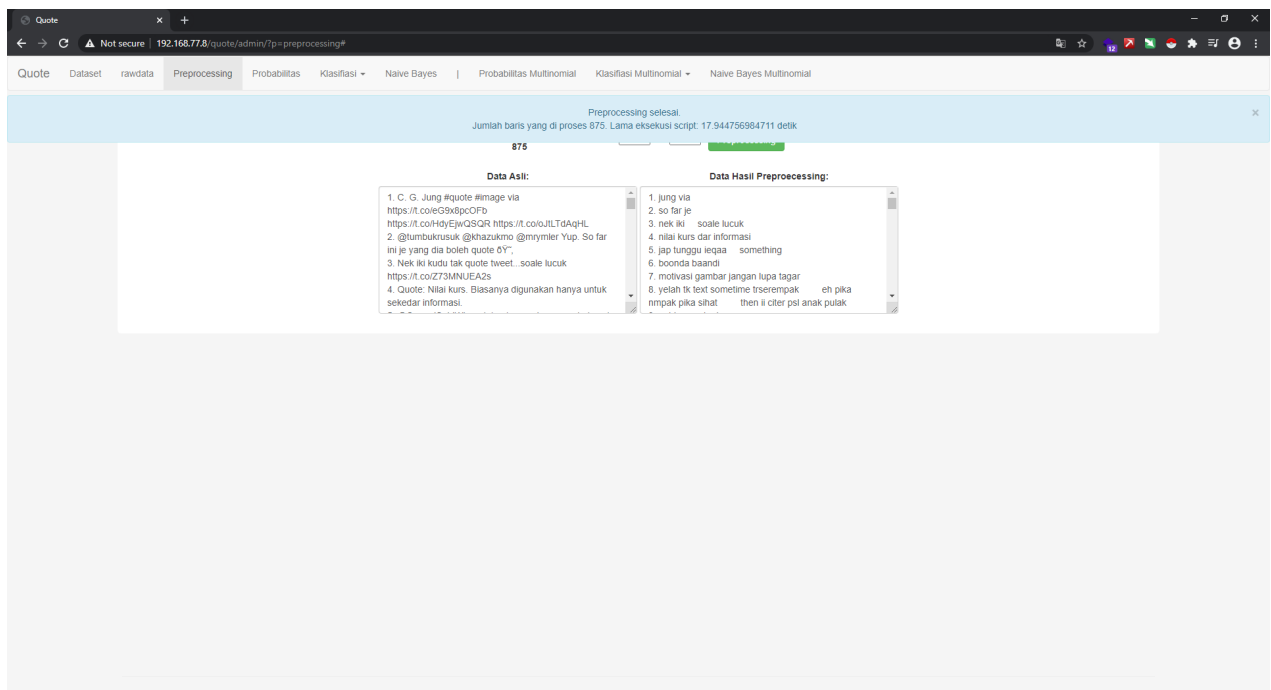 Quote
Not secure | 192.168.77.8/quote/admin/?p=preprocessing#
12
Quote Dataset rawdata Preprocessing Probabilitas Klasifiasi Naive Bayes | Probabilitas Multinomial Klasifiasi Multinomial Naive Bayes Multinomial
Preprocessing selesai.
Jumlah baris yang di proses 875. Lama eksekusi script: 17.944756984711 detik
875
Data Asli:
1. C. G. Jung #quote #image via
https://t.co/eG9x8pcOFb
https://t.co/HdyEjwQSQR https://t.co/oJtLTdAqHL
2. @tumbukrusuk @khazukmo @mrymler Yup. So far
ini je yang dia boleh quote ðŸ˜‚
3. Nek iki kudu tak quote tweet...soale lucuk
https://t.co/Z73MNUEA2s
4. Quote: Nilai kurs. Biasanya digunakan hanya untuk
sekedar informasi.
Data Hasil Preproecessing:
1. jung via
2. so far je
3. nek iki soale lucuk
4. nilai kurs dar informasi
5. jap tunggu ieqaa something
6. boonda baandi
7. motivasi gambar jangan lupa tagar
8. yelah tk text sometime trserempak eh pika
nmpak pika sihat then ii citer psl anak pulak